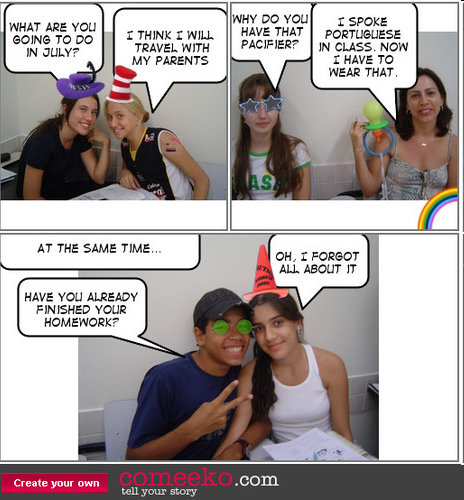 WHAT ARE YOU
GOING TO DO
IN JULY?
I THINK I WILL
TRAVEL WITH
MY PARENTS
WHY DO YOU
HAVE THAT
PACIFIER?
I SPOKE
PORTUGUESE
IN CLASS. NOW
I HAVE TO
WEAR THAT.
AT THE SAME TIME...
HAVE YOU ALREADY
FINISHED YOUR
HOMEWORK?
OH, I FORGOT
ALL ABOUT IT
Create your own
comeeko.com
tell your story